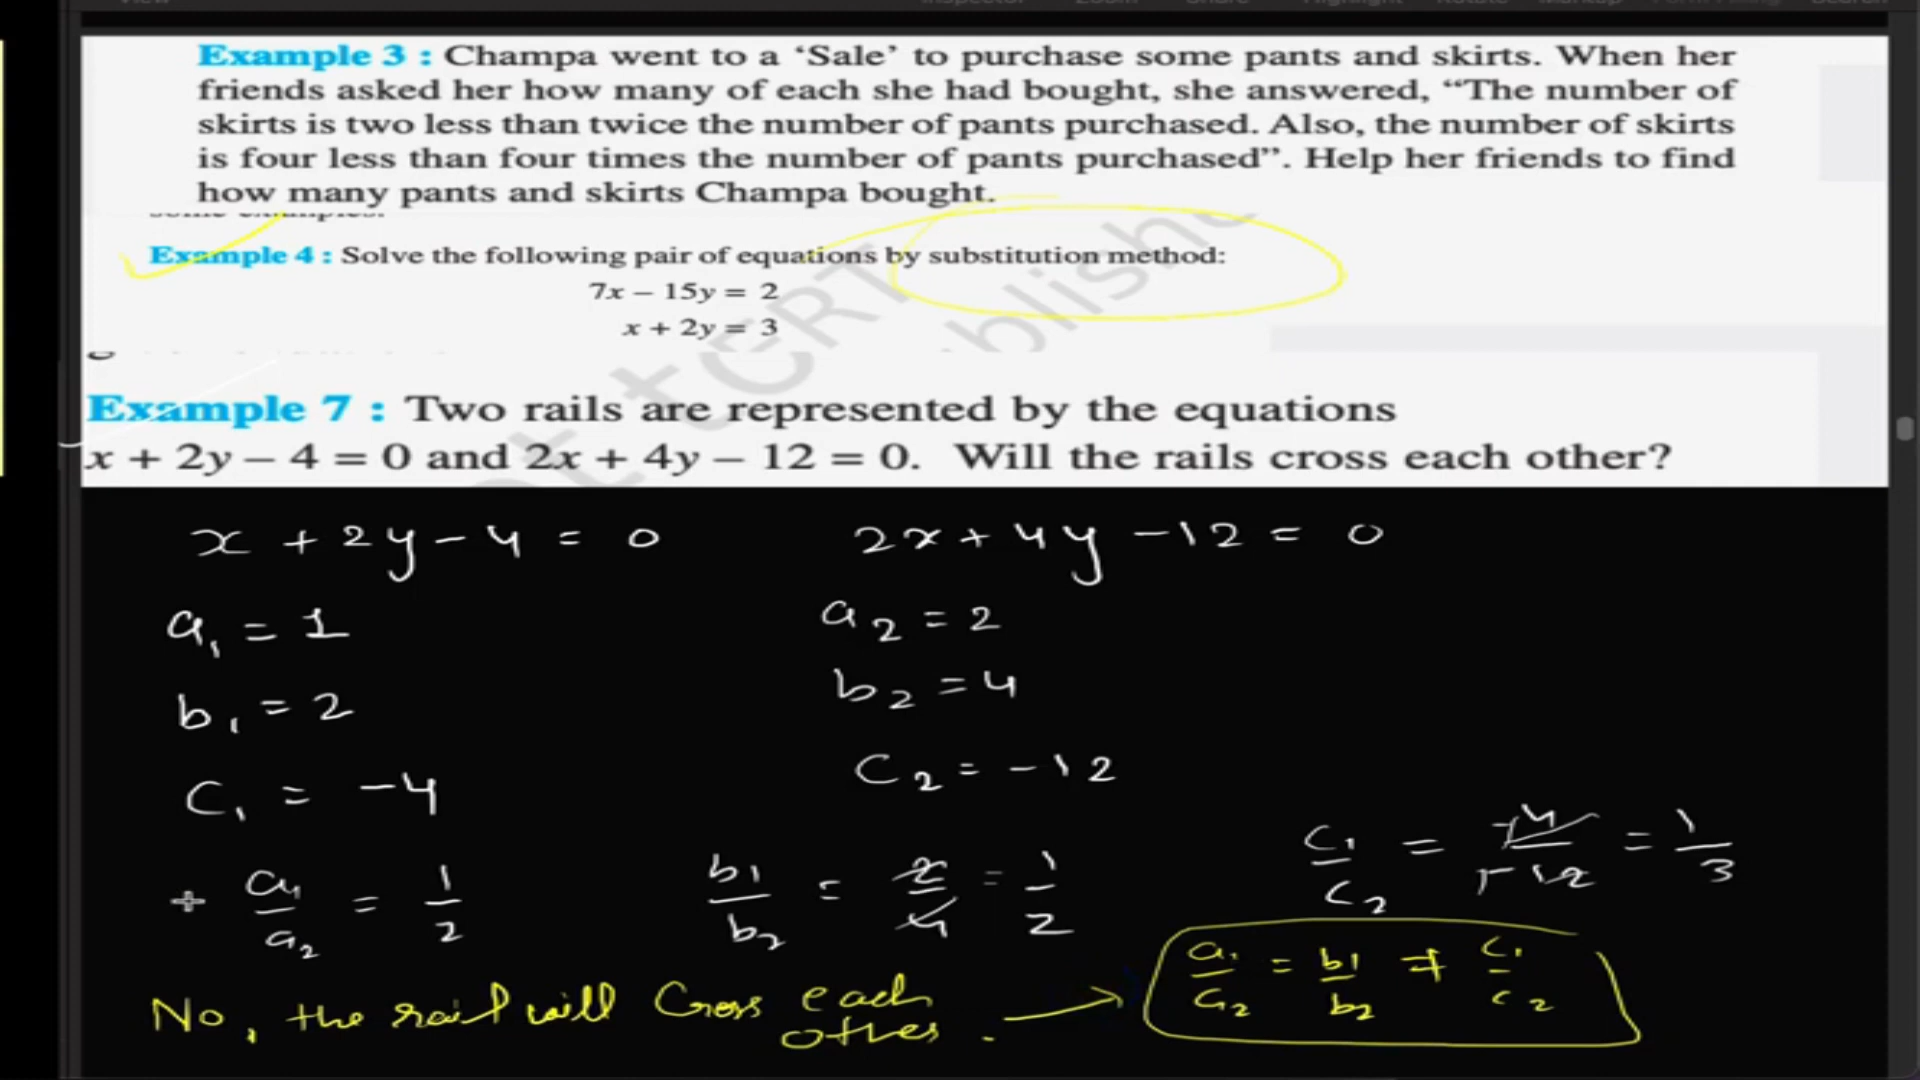 Example 3 : Champa went to a ‘Sale’ to purchase some pants and skirts. When her
friends asked her how many of each she had bought, she answered, “The number of
skirts is two less than twice the number of pants purchased. Also, the number of skirts
is four less than four times the number of pants purchased”. Help her friends to find
how many pants and skirts Champa bought.
Example 4 : Solve the following pair of equations by substitution method:
7x – 15y = 2
x + 2y = 3
Example 7 : Two rails are represented by the equations
x + 2y – 4 = 0 and 2x + 4y – 12 = 0. Will the rails cross each other?
x + 2y - 4 = 0
2x + 4y - 12 = 0
a₁ = 1
a₂ = 2
b₁ = 2
b₂ = 4
c₁ = -4
c₂ = -12
a₁/a₂ = 1/2
b₁/b₂ = 2/4 = 1/2
c₁/c₂ = -4/-12 = 1/3
No, the rail will Cross each
other.
a₁/a₂ = b₁/b₂ ≠ c₁/c₂